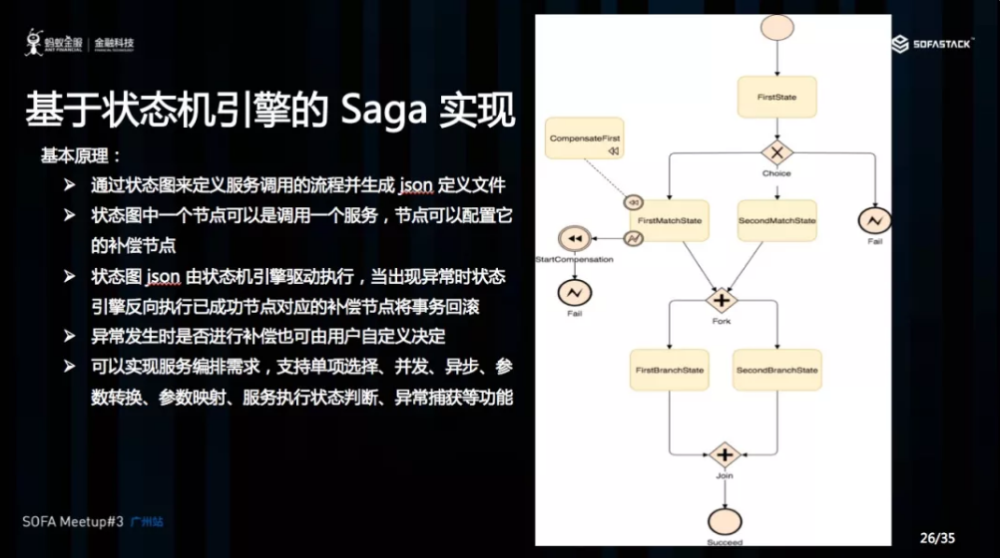 蚂蚁金服 金融科技
ANT FINANCIAL FINANCIAL TECHNOLOGY
SOFASTACK™
基于状态机引擎的 Saga 实现
基本原理：
通过状态图来定义服务调用的流程并生成 json 定义文件
状态图中一个节点可以是调用一个服务，节点可以配置它
的补偿节点
状态图 json 由状态机引擎驱动执行，当出现异常时状态
引擎反向执行已成功节点对应的补偿节点将事务回滚
异常发生时是否进行补偿也可由用户自定义决定
可以实现服务编排需求，支持单项选择、并发、异步、参
数转换、参数映射、服务执行状态判断、异常捕获等功能
FirstState
CompensateFirst
Choice
FirstMatchState
SecondMatchState
Fail
StartCompensation
Fail
Fork
FirstBranchState
SecondBranchState
Join
Succeed
SOFA Meetup#3 广州站
26/35